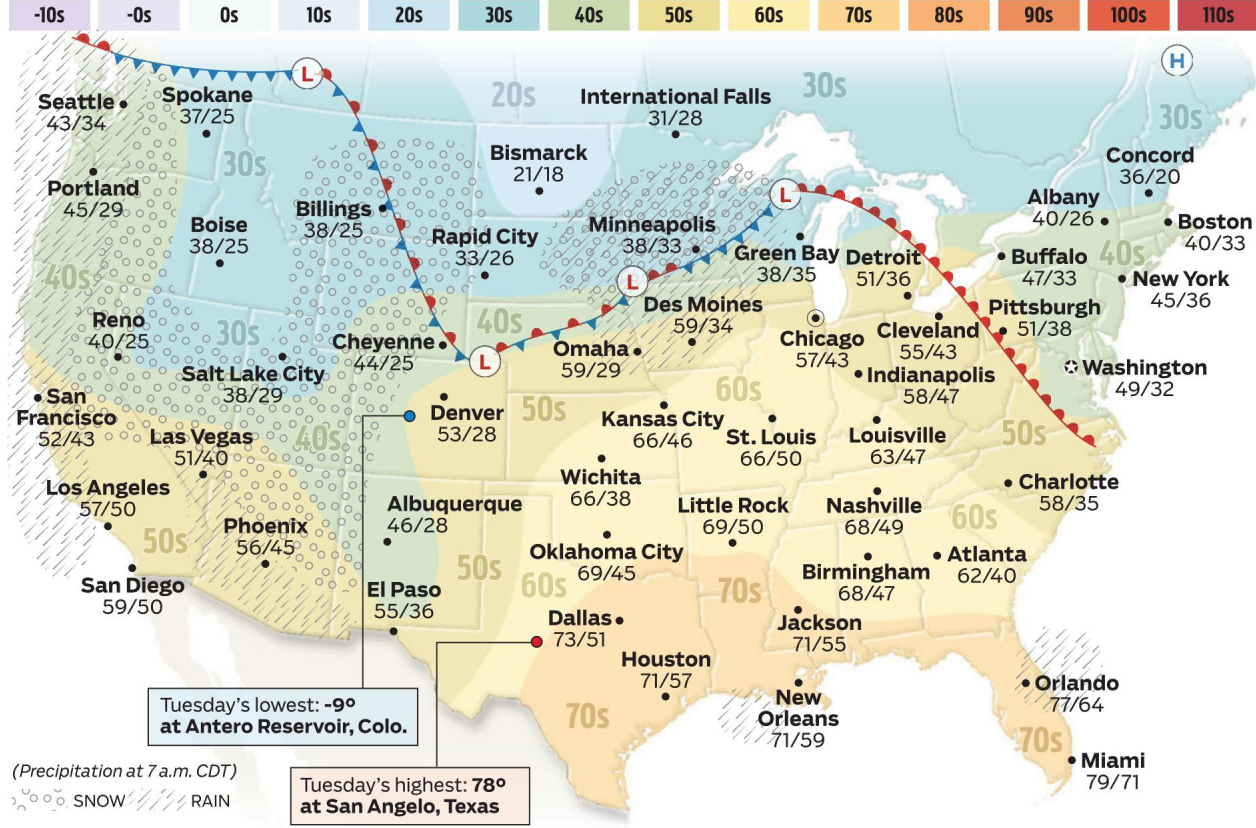 -10s -0s 0s 10s 20s 30s 40s 50s 60s 70s 80s 90s 100s 110s
L
H
20s
30s
30s
30s
40s
40s
30s
40s
50s
60s
50s
40s
50s
50s
60s
60s
70s
70s
70s
L
L
L
Seattle
43/34
Spokane
37/25
International Falls
31/28
Bismarck
21/18
Concord
36/20
Portland
45/29
Albany
40/26
Boston
40/33
Boise
38/25
Billings
38/25
Rapid City
33/26
Minneapolis
38/33
Green Bay
38/35
Detroit
51/36
Buffalo
47/33
New York
45/36
Reno
40/25
Cheyenne
44/25
Omaha
59/29
Des Moines
59/34
Chicago
57/43
Cleveland
55/43
Pittsburgh
51/38
Washington
49/32
Salt Lake City
38/29
Indianapolis
58/47
San
Francisco
52/43
Las Vegas
51/40
Denver
53/28
Kansas City
66/46
St. Louis
66/50
Louisville
63/47
Los Angeles
57/50
Wichita
66/38
Charlotte
58/35
Phoenix
56/45
Albuquerque
46/28
Oklahoma City
69/45
Little Rock
69/50
Nashville
68/49
San Diego
59/50
El Paso
55/36
Birmingham
68/47
Atlanta
62/40
Dallas
73/51
Jackson
71/55
Houston
71/57
New
Orleans
71/59
Orlando
77/64
Miami
79/71
Tuesday's lowest: -9°
at Antero Reservoir, Colo.
Tuesday's highest: 78°
at San Angelo, Texas
(Precipitation at 7 a.m. CDT)
SNOW RAIN